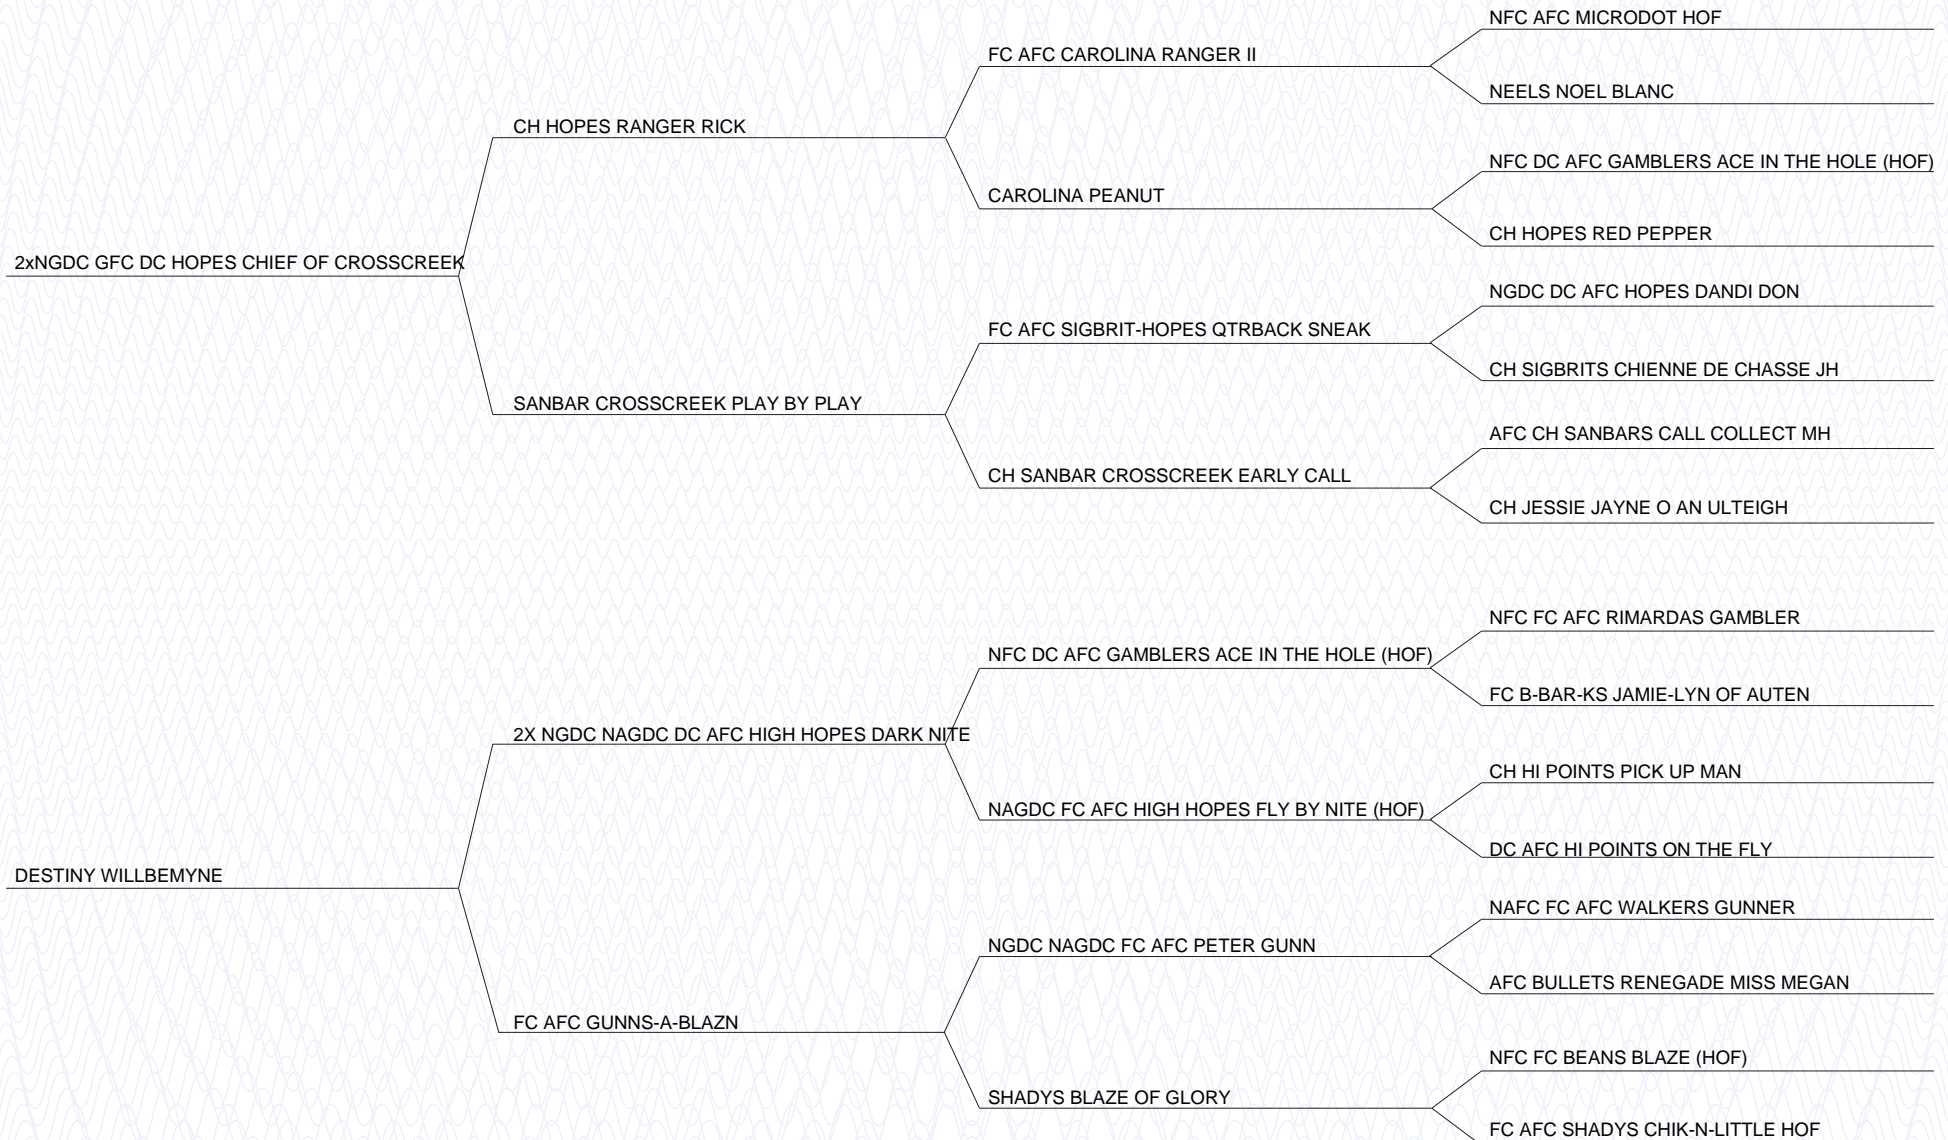 NFC AFC MICRODOT HOF
FC AFC CAROLINA RANGER II
NEELS NOEL BLANC
CH HOPES RANGER RICK
NFC DC AFC GAMBLERS ACE IN THE HOLE (HOF)
CAROLINA PEANUT
CH HOPES RED PEPPER
2xNGDC GFC DC HOPES CHIEF OF CROSSCREEK
NGDC DC AFC HOPES DANDI DON
FC AFC SIGBRIT-HOPES QTRBACK SNEAK
CH SIGBRITS CHIENNE DE CHASSE JH
SANBAR CROSSCREEK PLAY BY PLAY
AFC CH SANBARS CALL COLLECT MH
CH SANBAR CROSSCREEK EARLY CALL
CH JESSIE JAYNE O AN ULTEIGH
NFC FC AFC RIMARDAS GAMBLER
NFC DC AFC GAMBLERS ACE IN THE HOLE (HOF)
FC B-BAR-KS JAMIE-LYN OF AUTEN
2X NGDC NAGDC DC AFC HIGH HOPES DARK NITE
CH HI POINTS PICK UP MAN
NAGDC FC AFC HIGH HOPES FLY BY NITE (HOF)
DC AFC HI POINTS ON THE FLY
DESTINY WILLBEMYNE
NAFC FC AFC WALKERS GUNNER
NGDC NAGDC FC AFC PETER GUNN
AFC BULLETS RENEGADE MISS MEGAN
FC AFC GUNNS-A-BLAZN
NFC FC BEANS BLAZE (HOF)
SHADYS BLAZE OF GLORY
FC AFC SHADYS CHIK-N-LITTLE HOF